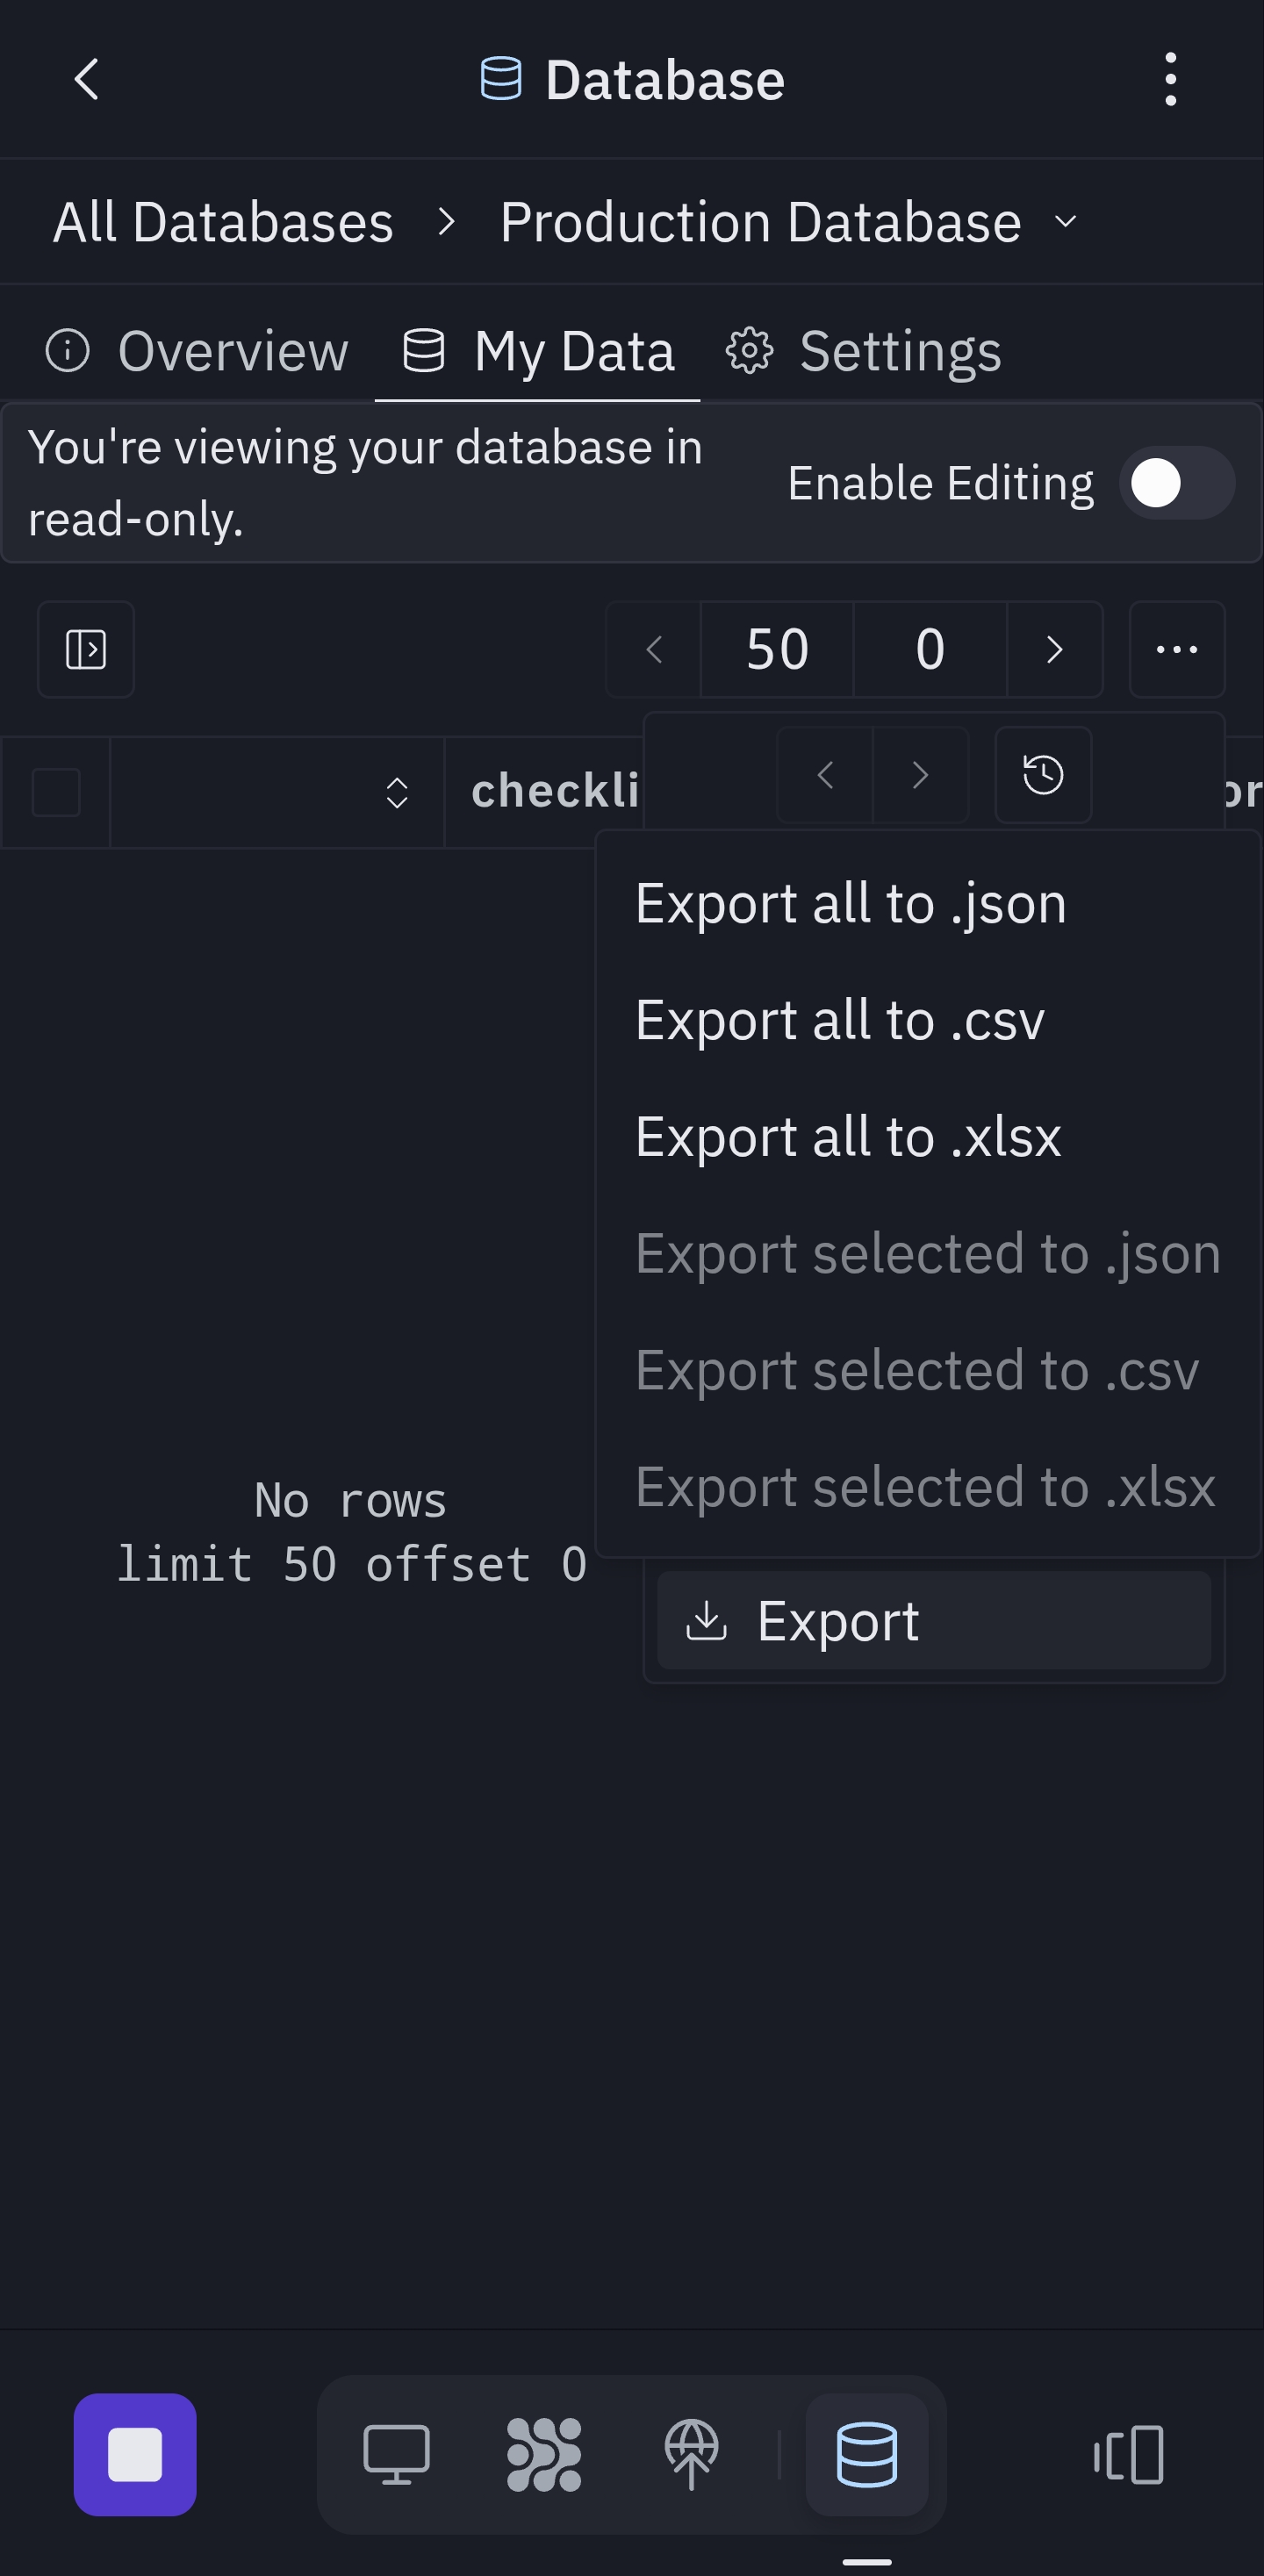 Database
All Databases
Production Database
Overview
My Data
Settings
You're viewing your database in
read-only.
Enable Editing
50
0
checkli
or
Export all to .json
Export all to .csv
Export all to .xlsx
Export selected to .json
Export selected to .csv
Export selected to .xlsx
No rows
limit 50 offset 0
Export